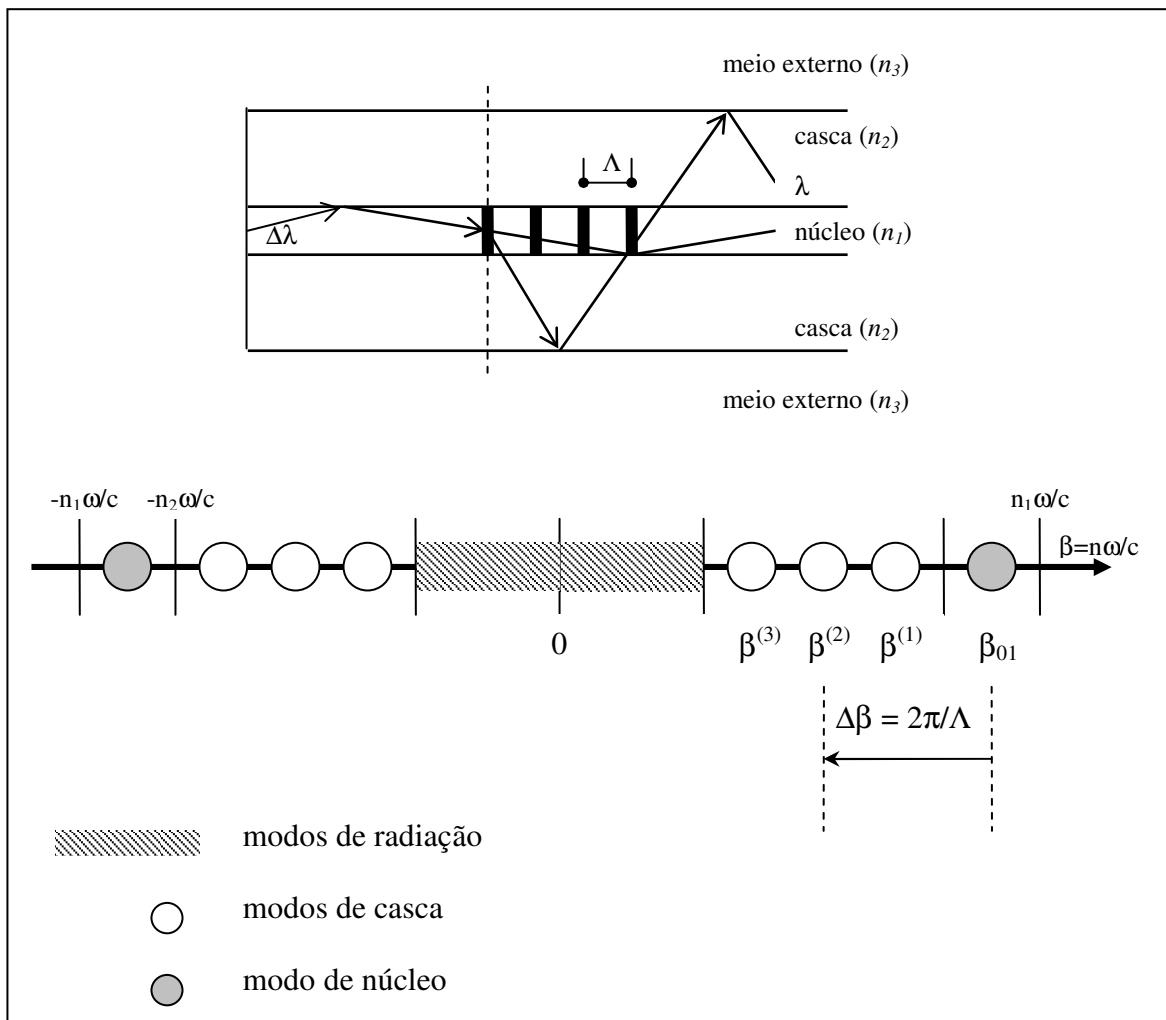 meio externo (n3)
casca (n2)
Λ
λ
Δλ
núcleo (n1)
casca (n2)
meio externo (n3)
-n1ω/c -n2ω/c n1ω/c
β=nω/c
0 β(3) β(2) β(1) β01
Δβ = 2π/Λ
modos de radiação
modos de casca
modo de núcleo